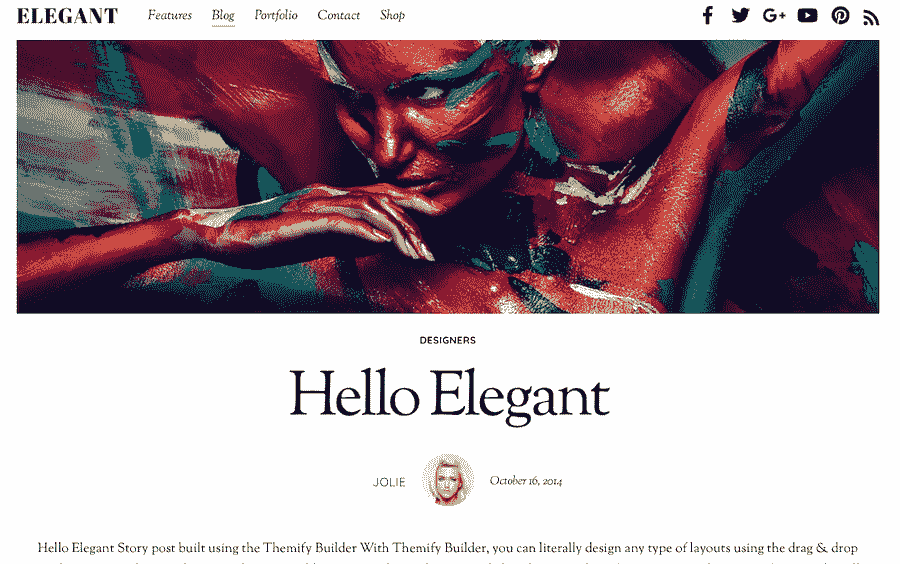 ELEGANT Features Blog Portfolio Contact Shop
DESIGNERS
Hello Elegant
JOLIE October 16, 2014
Hello Elegant Story post built using the Themify Builder With Themify Builder, you can literally design any type of layouts using the drag & drop